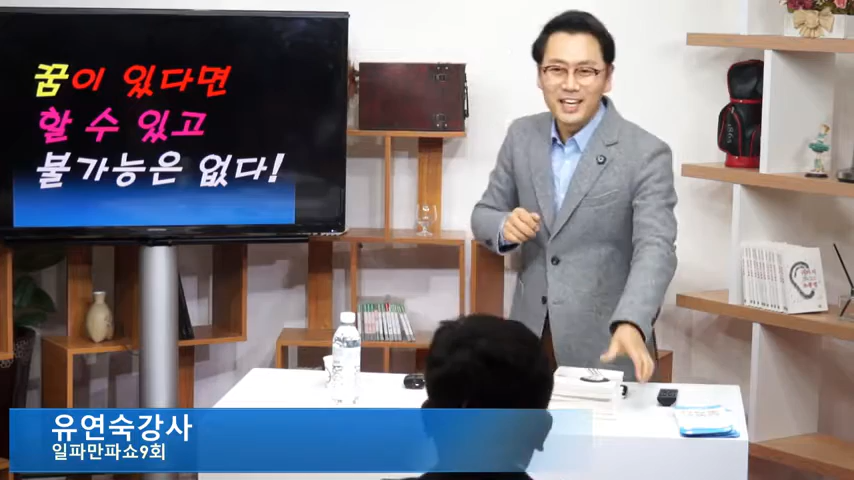 꿈이 있다면
할 수 있고
불가능은 없다!
유연숙강사
일파만파쇼9회